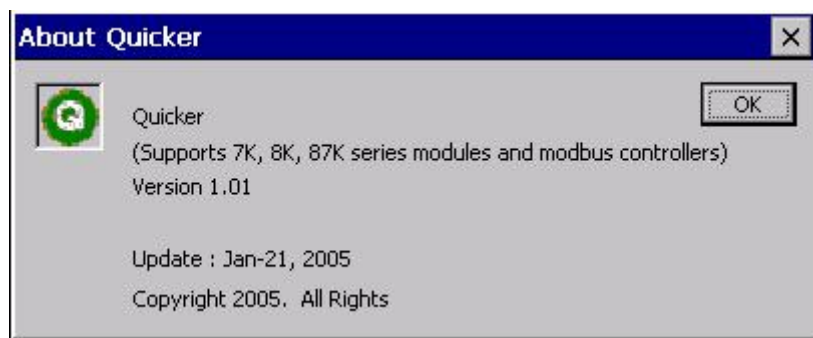 About Quicker
OK
Quicker
(Supports 7K, 8K, 87K series modules and modbus controllers)
Version 1.01
Update : Jan-21, 2005
Copyright 2005.  All Rights